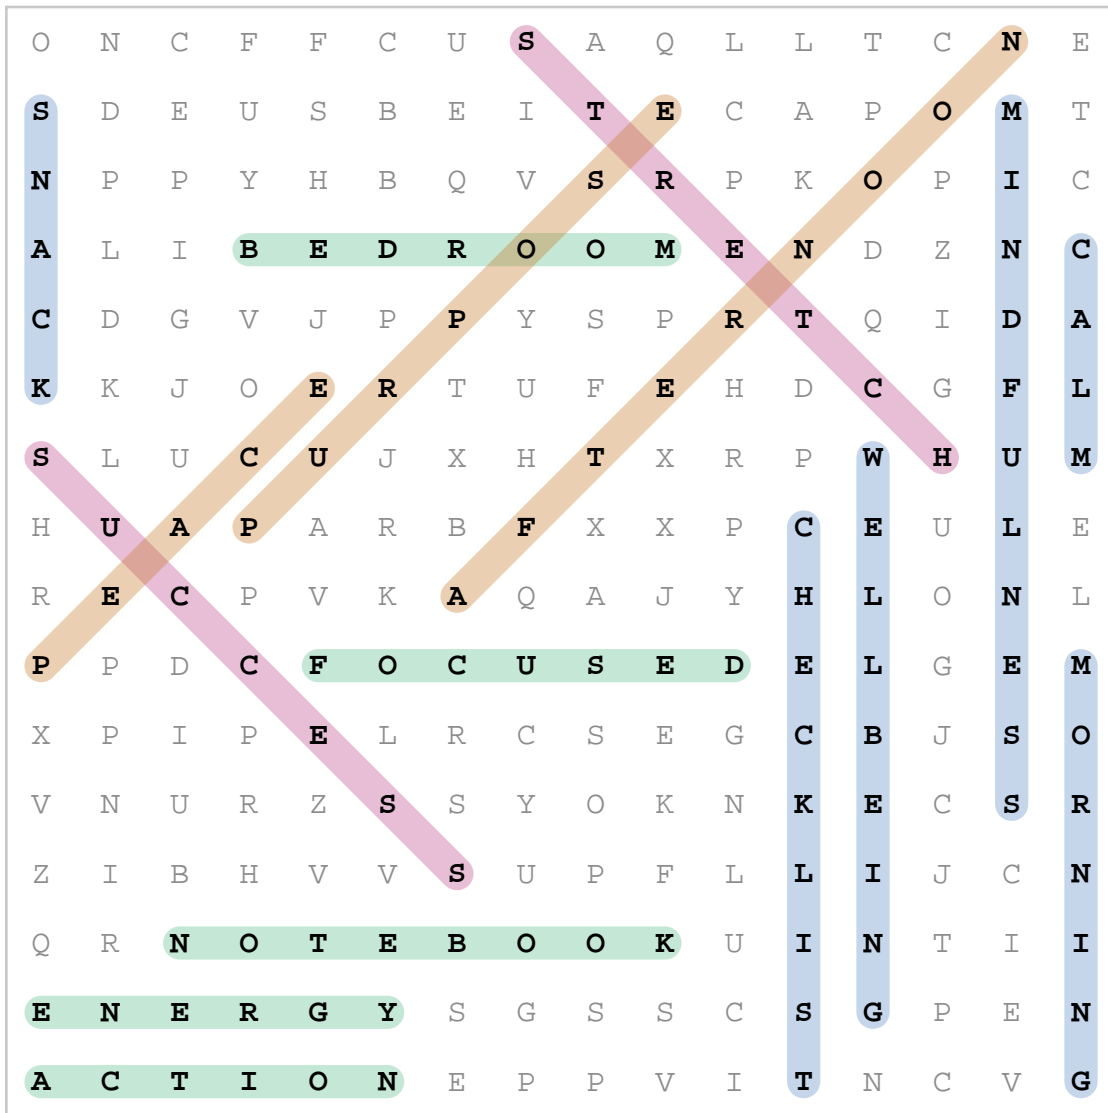 O N C F F C U S A Q L L T C N E
S D E U S B E I T E C A P O M T
N P P Y H B Q V S R P K O P I C
A L I B E D R O O M E N D Z N C
C D G V J P P Y S P R T Q I D A
K K J O E R T U F E H D C G F L
S L U C U J X H T X R P W H U M
H U A P A R B F X X P C E U L E
R E C P V K A Q A J Y H L O N L
P P D C F O C U S E D E L G E M
X P I P E L R C S E G C B J S O
V N U R Z S S Y O K N K E C S R
Z I B H V V S U P F L L I J C N
Q R N O T E B O O K U I N T I I
E N E R G Y S G S S C S G P E N
A C T I O N E P P V I T N C V G